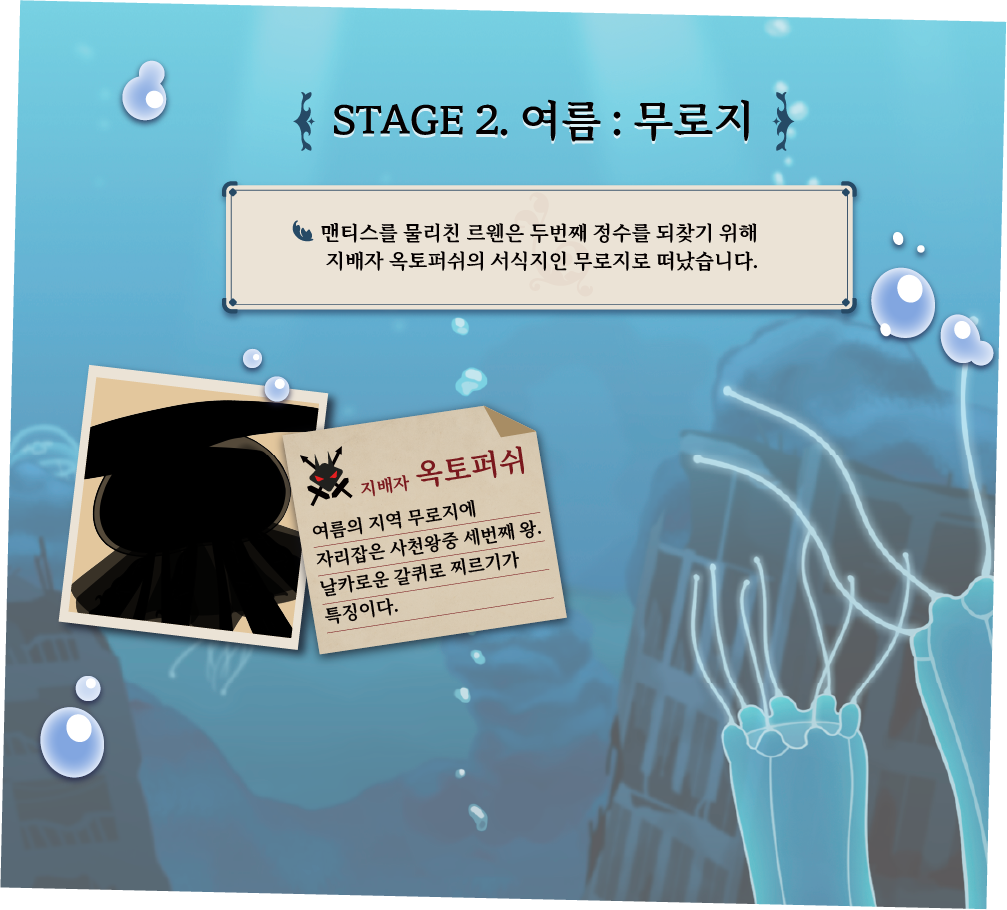 STAGE 2. 여름 : 무로지
맨티스를 물리친 르웬은 두번째 정수를 되찾기 위해
지배자 옥토퍼쉬의 서식지인 무로지로 떠났습니다.
지배자 옥토퍼쉬
여름의 지역 무로지에
자리잡은 사천왕중 세번째 왕.
날카로운 갈퀴로 찌르기가
특징이다.